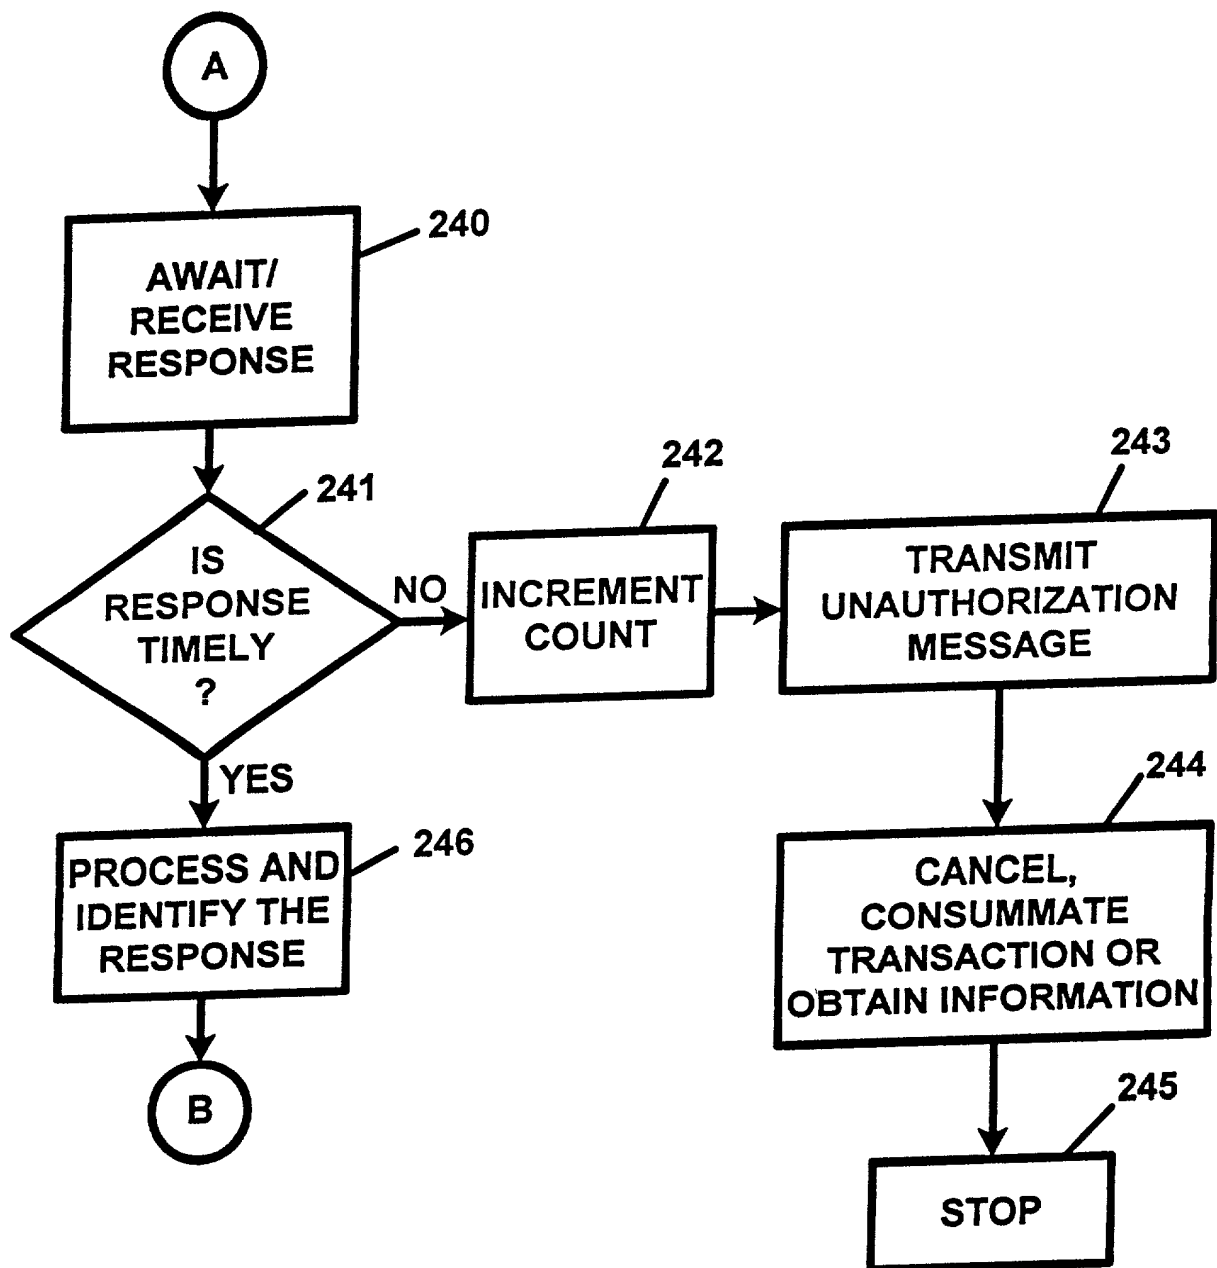 A
240
AWAIT/
RECEIVE
RESPONSE
241
IS
RESPONSE
TIMELY
?
NO
242
INCREMENT
COUNT
243
TRANSMIT
UNAUTHORIZATION
MESSAGE
YES
244
CANCEL,
CONSUMMATE
TRANSACTION OR
OBTAIN INFORMATION
246
PROCESS AND
IDENTIFY THE
RESPONSE
B
245
STOP